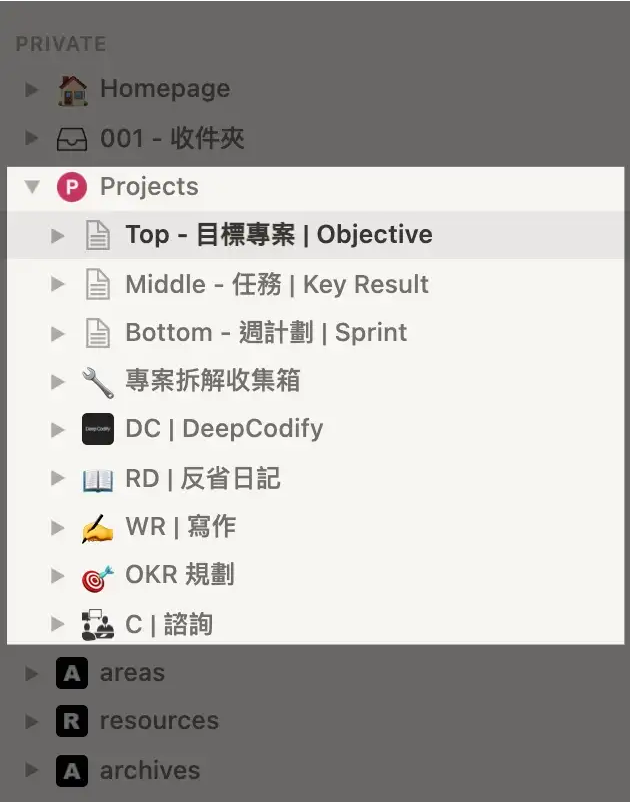 PRIVATE
Homepage
001 - 收件夾
P Projects
Top - 目標專案 | Objective
Middle - 任務 | Key Result
Bottom - 週計劃 | Sprint
專案拆解收集箱
DeepCodify DC | DeepCodify
RD | 反省日記
WR | 寫作
OKR 規劃
C | 諮詢
A areas
R resources
A archives